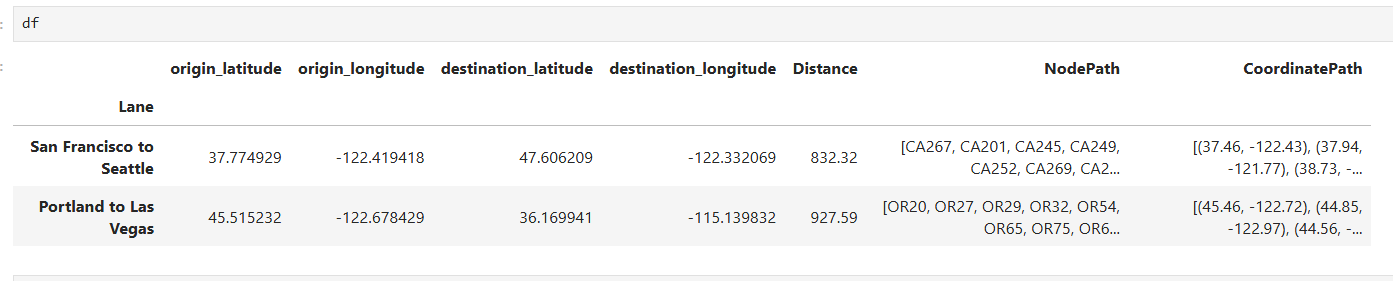 df
origin_latitude origin_longitude destination_latitude destination_longitude Distance NodePath CoordinatePath
Lane
San Francisco to Seattle 37.774929 -122.419418 47.606209 -122.332069 832.32 [CA267, CA201, CA245, CA249, CA252, CA269, CA2... [(37.46, -122.43), (37.94, -121.77), (38.73, -...
Portland to Las Vegas 45.515232 -122.678429 36.169941 -115.139832 927.59 [OR20, OR27, OR29, OR32, OR54, OR65, OR75, OR6... [(45.46, -122.72), (44.85, -122.97), (44.56, -...